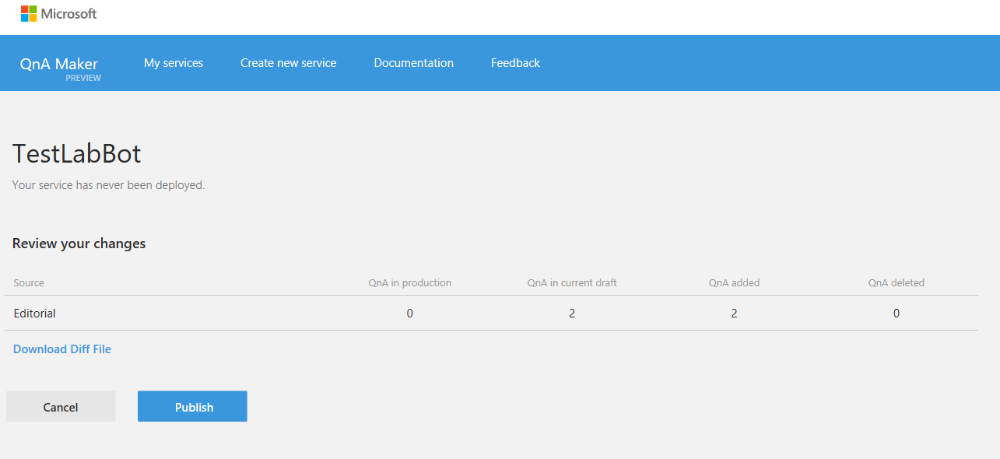 Microsoft
QnA Maker My services Create new service Documentation Feedback
PREVIEW
TestLabBot
Your service has never been deployed.
Review your changes
Source QnA in production QnA in current draft QnA added QnA deleted
Editorial 0 2 2 0
Download Diff File
Cancel Publish